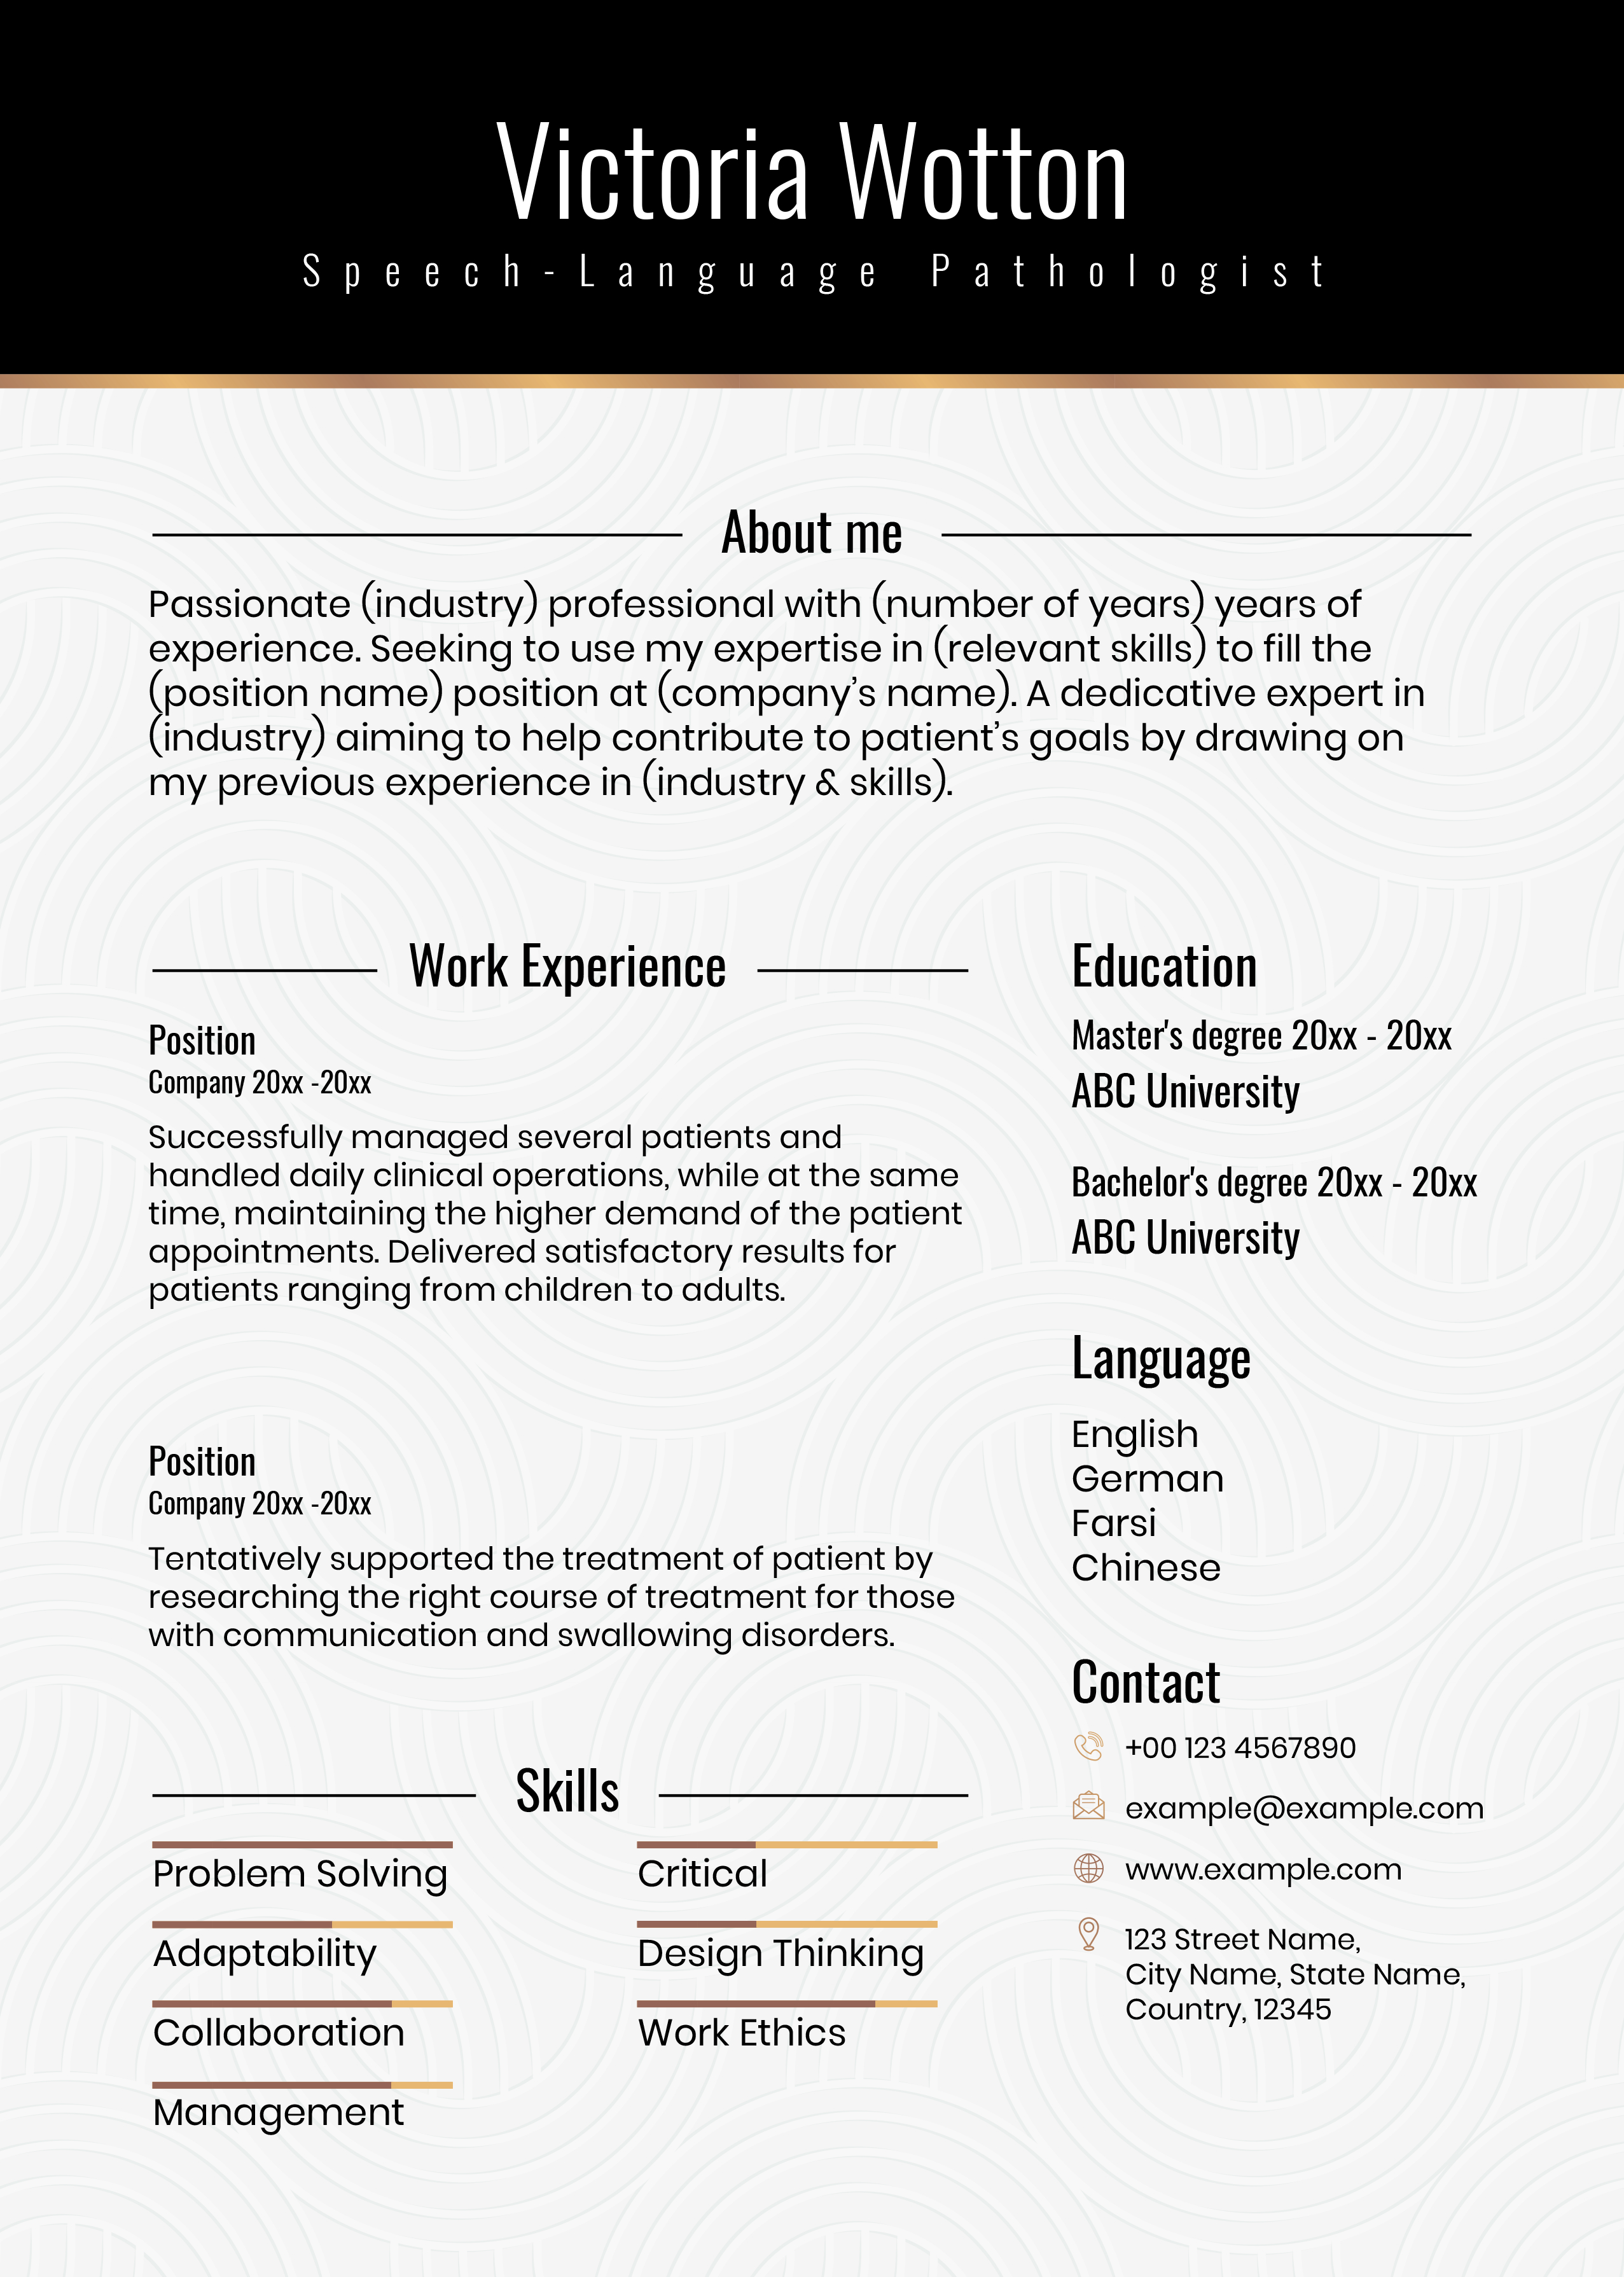 Victoria Wotton
Speech-Language Pathologist
About me
Passionate (industry) professional with (number of years) years of
experience. Seeking to use my expertise in (relevant skills) to fill the
(position name) position at (company’s name). A dedicative expert in
(industry) aiming to help contribute to patient’s goals by drawing on
my previous experience in (industry & skills).
Work Experience
Position
Company 20xx -20xx
Successfully managed several patients and
handled daily clinical operations, while at the same
time, maintaining the higher demand of the patient
appointments. Delivered satisfactory results for
patients ranging from children to adults.
Position
Company 20xx -20xx
Tentatively supported the treatment of patient by
researching the right course of treatment for those
with communication and swallowing disorders.
Skills
Problem Solving
Adaptability
Collaboration
Management
Critical
Design Thinking
Work Ethics
Education
Master's degree 20xx - 20xx
ABC University
Bachelor's degree 20xx - 20xx
ABC University
Language
English
German
Farsi
Chinese
Contact
+00 123 4567890
example@example.com
www.example.com
123 Street Name,
City Name, State Name,
Country, 12345